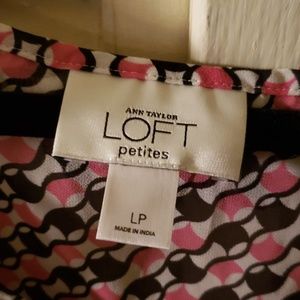 ANN TAYLOR
LOFT
petites
LP
MADE IN INDIA